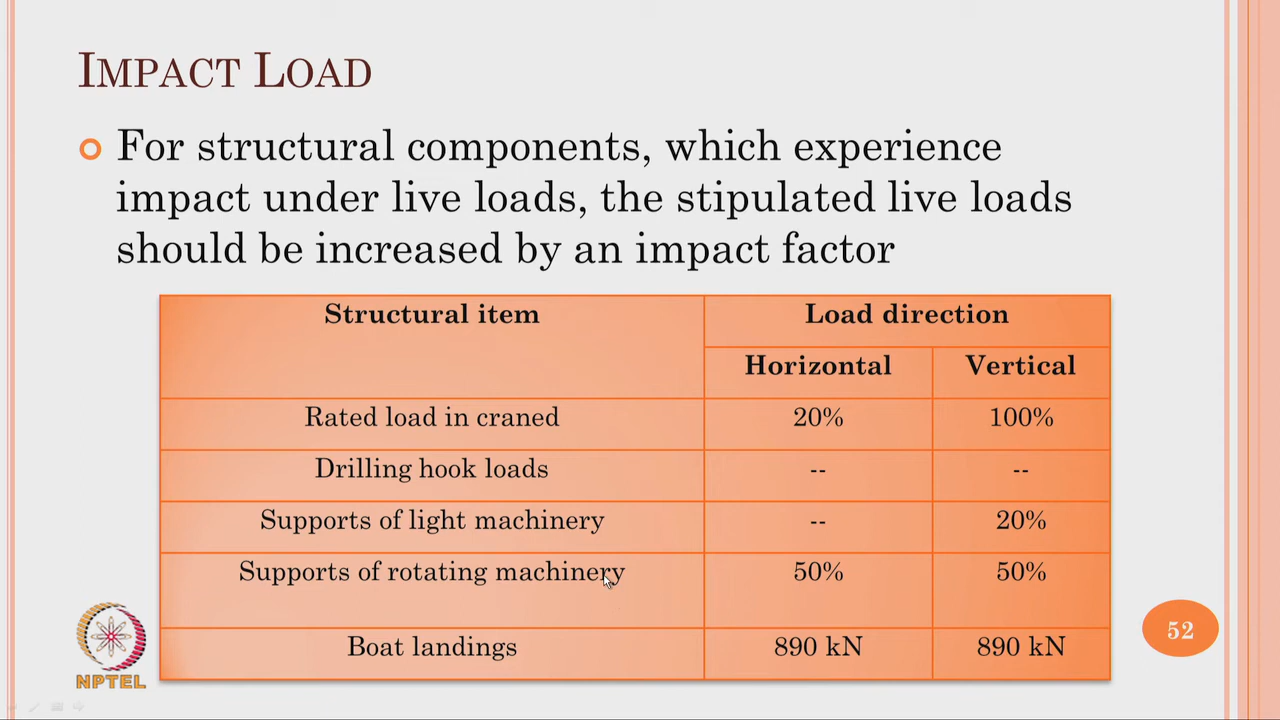 IMPACT LOAD
For structural components, which experience
impact under live loads, the stipulated live loads
should be increased by an impact factor
Structural item Load direction
Horizontal Vertical
Rated load in craned 20% 100%
Drilling hook loads -- --
Supports of light machinery -- 20%
Supports of rotating machinery 50% 50%
Boat landings 890 kN 890 kN
52
NPTEL